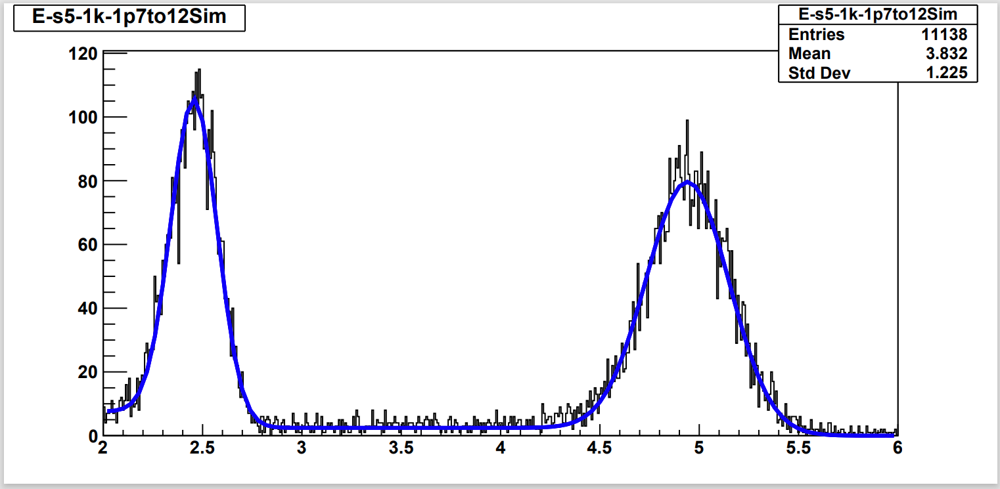 E-s5-1k-1p7to12Sim
E-s5-1k-1p7to12Sim
Entries 11138
Mean 3.832
Std Dev 1.225
120
100
80
60
40
20
0
2 2.5 3 3.5 4 4.5 5 5.5 6